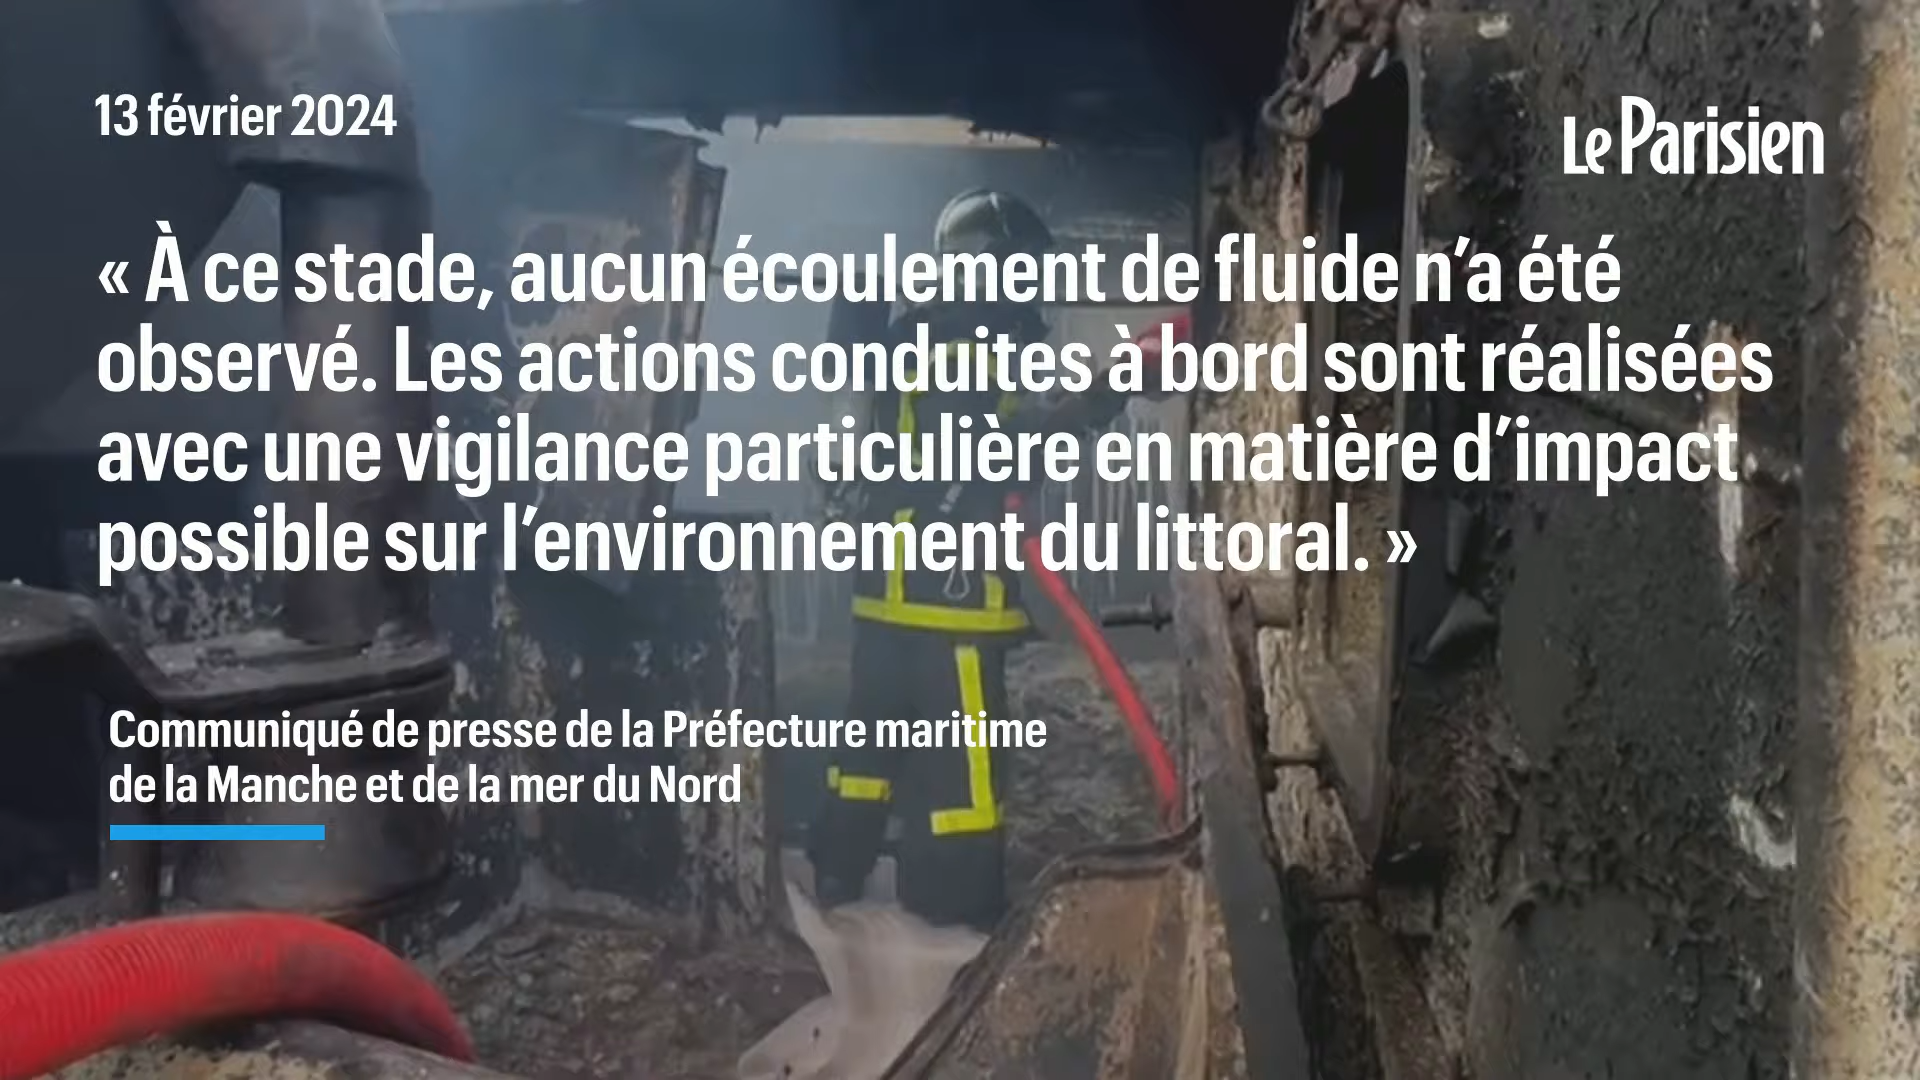 13 février 2024
Le Parisien
« À ce stade, aucun écoulement de fluide n’a été
observé. Les actions conduites à bord sont réalisées
avec une vigilance particulière en matière d’impact
possible sur l’environnement du littoral. »
Communiqué de presse de la Préfecture maritime
de la Manche et de la mer du Nord